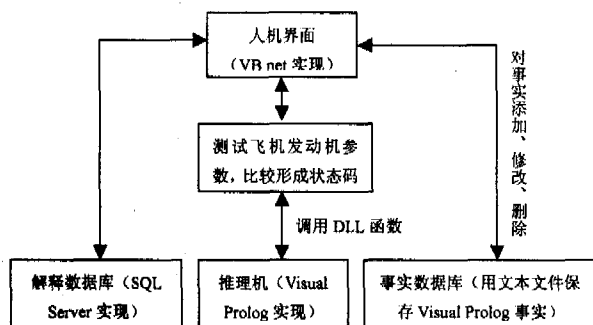 人机界面
（VB net 实现）
对事实添加、修改、删除
测试飞机发动机参
数，比较形成状态码
调用 DLL 函数
解释数据库（SQL
Server 实现）
推理机（Visual
Prolog 实现）
事实数据库（用文本文件保
存 Visual Prolog 事实）